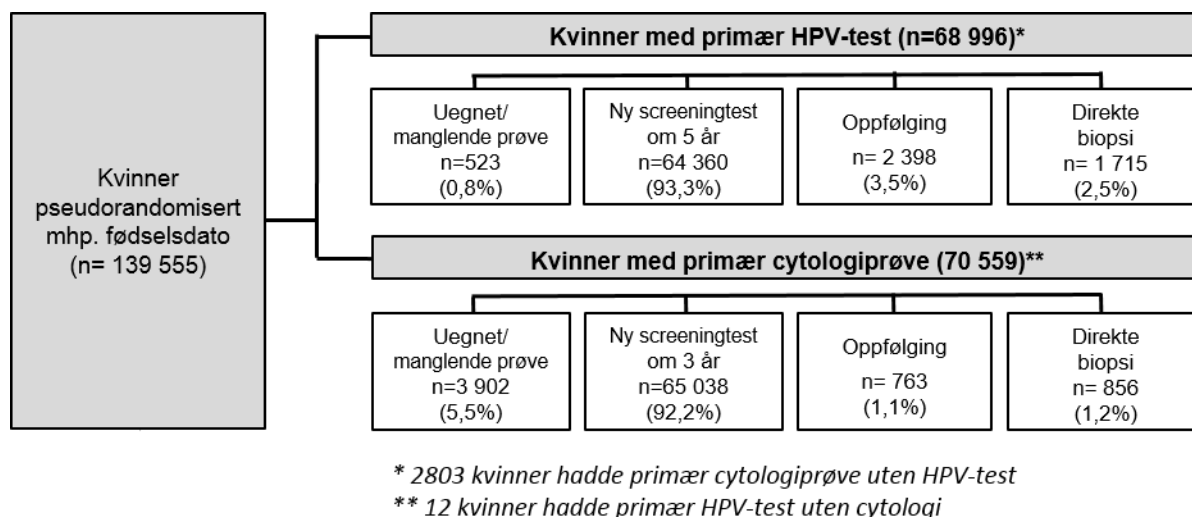 Kvinner
pseudorandomisert
mhp. fødselsdato
(n= 139 555)
Kvinner med primær HPV-test (n=68 996)*
Uegnet/
manglende prøve
n=523
(0,8%)
Ny screeningtest
om 5 år
n=64 360
(93,3%)
Oppfølging
n= 2 398
(3,5%)
Direkte
biopsi
n= 1 715
(2,5%)
Kvinner med primær cytologiprøve (70 559)**
Uegnet/
manglende prøve
n=3 902
(5,5%)
Ny screeningtest
om 3 år
n=65 038
(92,2%)
Oppfølging
n= 763
(1,1%)
Direkte
biopsi
n= 856
(1,2%)
* 2803 kvinner hadde primær cytologiprøve uten HPV-test
** 12 kvinner hadde primær HPV-test uten cytologi